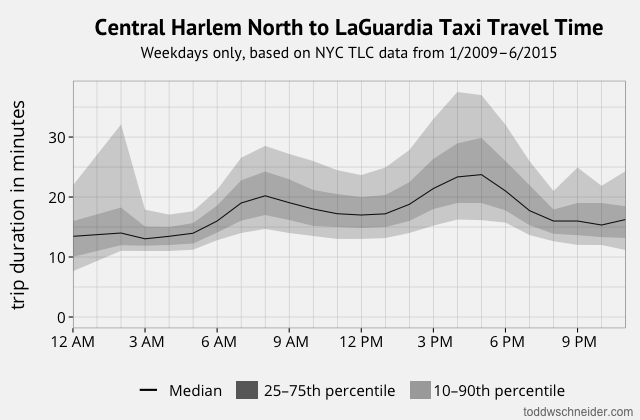 Central Harlem North to LaGuardia Taxi Travel Time
Weekdays only, based on NYC TLC data from 1/2009–6/2015
trip duration in minutes
30
20
10
0
12 AM 3 AM 6 AM 9 AM 12 PM 3 PM 6 PM 9 PM
Median 25–75th percentile 10–90th percentile
toddwschneider.com